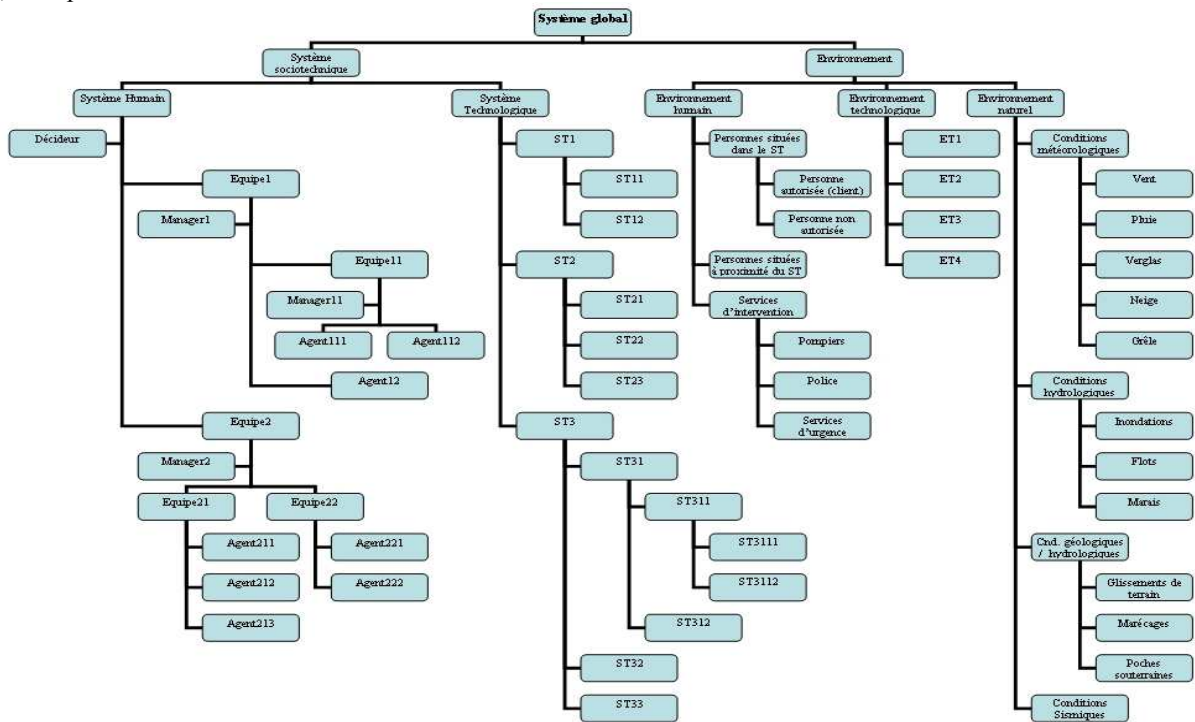 Système global
Système
sociotechnique
Environnement
Système Humain
Système
Technologique
Environnement
humain
Environnement
technologique
Environnement
naturel
Décideur
Equipe1
Manager1
Equipe11
Manager11
Agent111
Agent112
Agent12
Equipe2
Manager2
Equipe21
Equipe22
Agent211
Agent221
Agent212
Agent222
Agent213
ST1
ST11
ST12
ST2
ST21
ST22
ST23
ST3
ST31
ST311
ST3111
ST3112
ST312
ST32
ST33
Personnes situées
dans le ST
Personne
autorisée (client)
Personne non
autorisée
Personnes situées
à proximité du ST
Services
d'intervention
Pompiers
Police
Services
d'urgence
ET1
ET2
ET3
ET4
Conditions
météorologiques
Vent
Pluie
Verglas
Neige
Grêle
Conditions
hydrologiques
Inondations
Flots
Marais
Cnd. géologiques
/ hydrologiques
Glissements de
terrain
Marécages
Poches
souterraines
Conditions
Sismiques